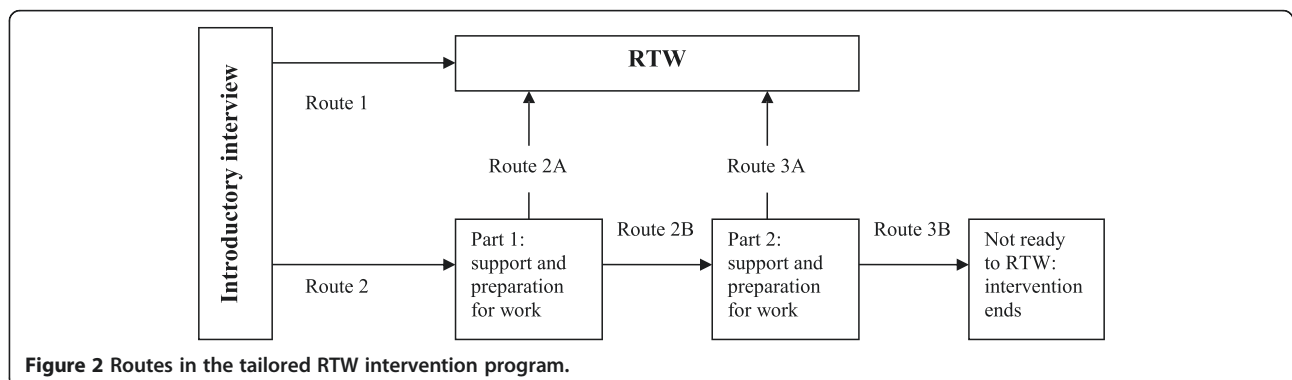 Introductory interview
RTW
Route 1
Route 2A
Route 3A
Route 2
Part 1:
support and
preparation
for work
Route 2B
Part 2:
support and
preparation
for work
Route 3B
Not ready
to RTW:
intervention
ends
Figure 2 Routes in the tailored RTW intervention program.